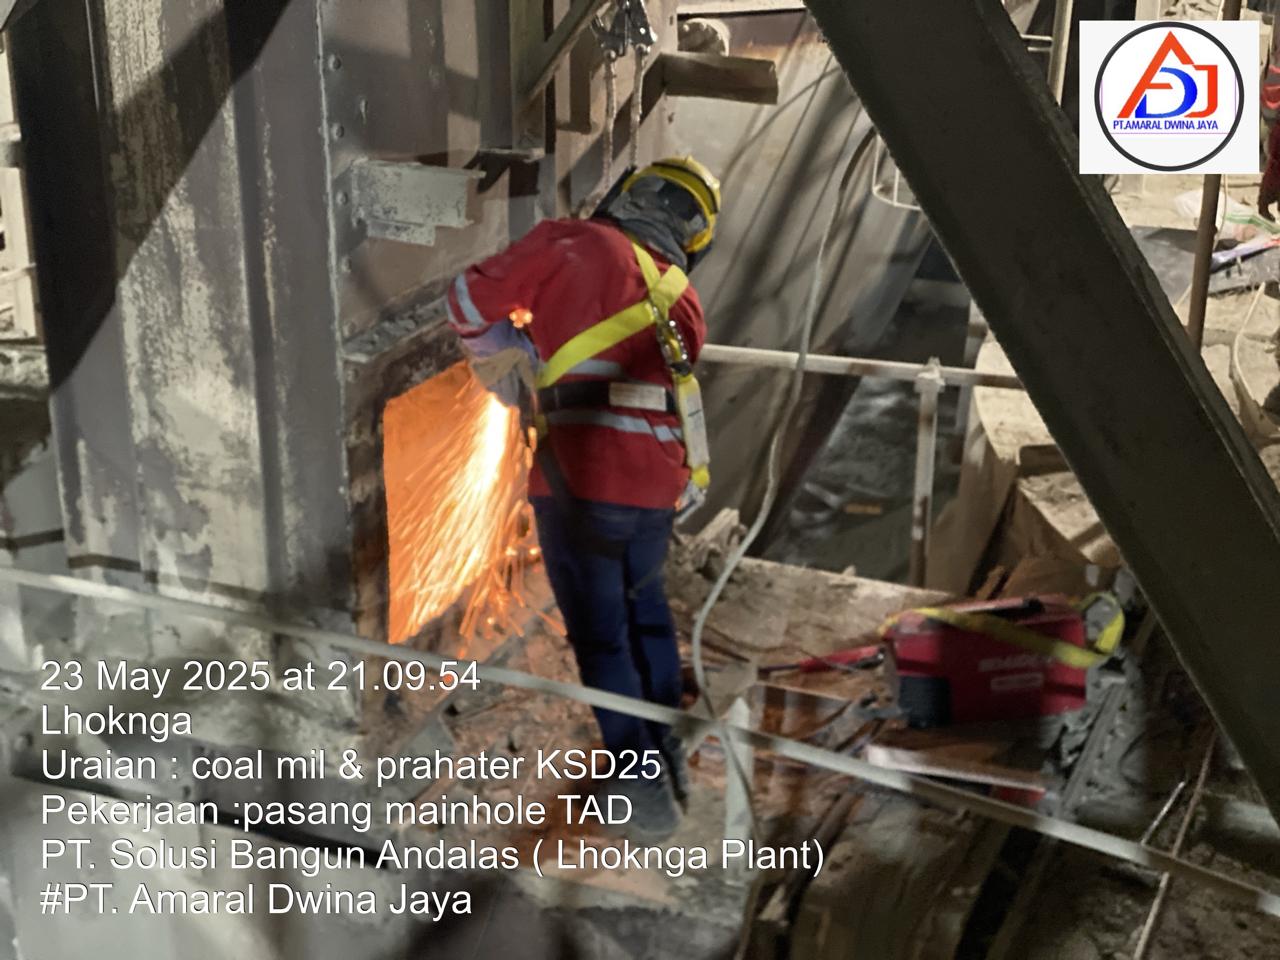 ADJ
PT.AMARAL DWINA JAYA
23 May 2025 at 21.09.54
Lhoknga
Uraian : coal mil & prahater KSD25
Pekerjaan :pasang mainhole TAD
PT. Solusi Bangun Andalas ( Lhoknga Plant)
#PT. Amaral Dwina Jaya